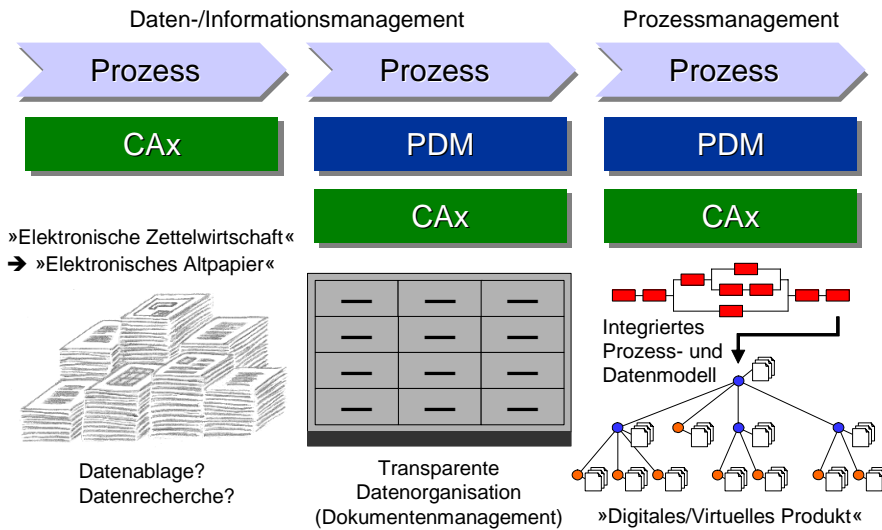 Daten-/Informationsmanagement
Prozessmanagement
Prozess
Prozess
Prozess
CAx
PDM
PDM
CAx
CAx
»Elektronische Zettelwirtschaft«
➔ »Elektronisches Altpapier«
Datenablage?
Datenrecherche?
Transparente
Datenorganisation
(Dokumentenmanagement)
Integriertes
Prozess- und
Datenmodell
»Digitales/Virtuelles Produkt«